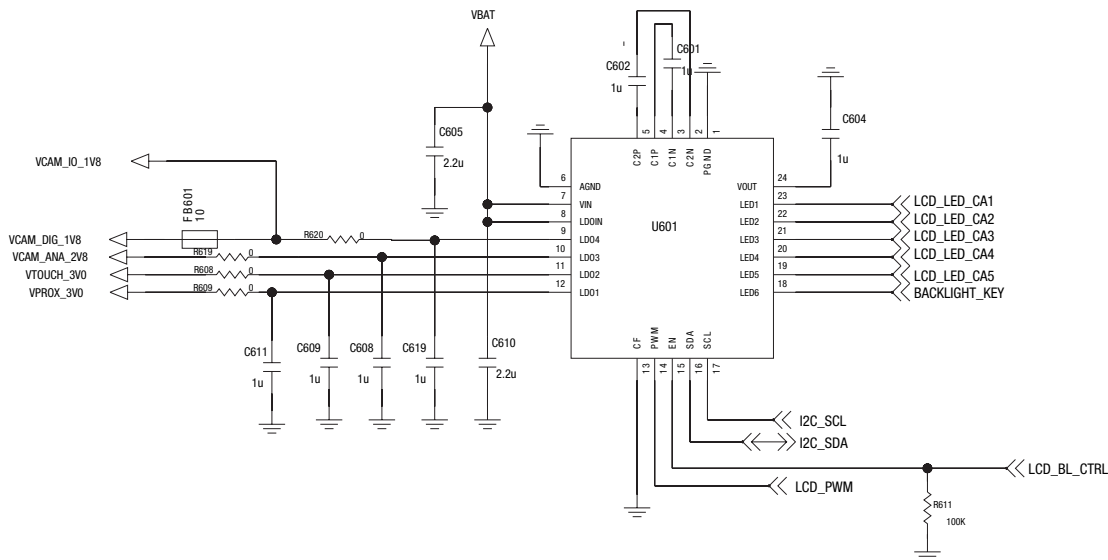 VBAT
C602
1u
C601
1u
C604
1u
C605
2.2u
5
4
3
2
1
C2P
C1P
C1N
C2N
PGND
VCAM_IO_1V8
FB601
10
VCAM_DIG_1V8
R620
0
VCAM_ANA_2V8
R619
0
VTOUCH_3V0
R608
0
VPROX_3V0
R609
0
6
AGND
7
VIN
8
LDOIN
9
LDO4
10
LDO3
11
LDO2
12
LDO1
U601
VOUT
24
LED1
23
LCD_LED_CA1
LED2
22
LCD_LED_CA2
LED3
21
LCD_LED_CA3
LED4
20
LCD_LED_CA4
LED5
19
LCD_LED_CA5
LED6
18
BACKLIGHT_KEY
CF
PWM
EN
SDA
SCL
13
14
15
16
17
C611
1u
C609
1u
C608
1u
C619
1u
C610
2.2u
I2C_SCL
I2C_SDA
LCD_BL_CTRL
LCD_PWM
R611
100K